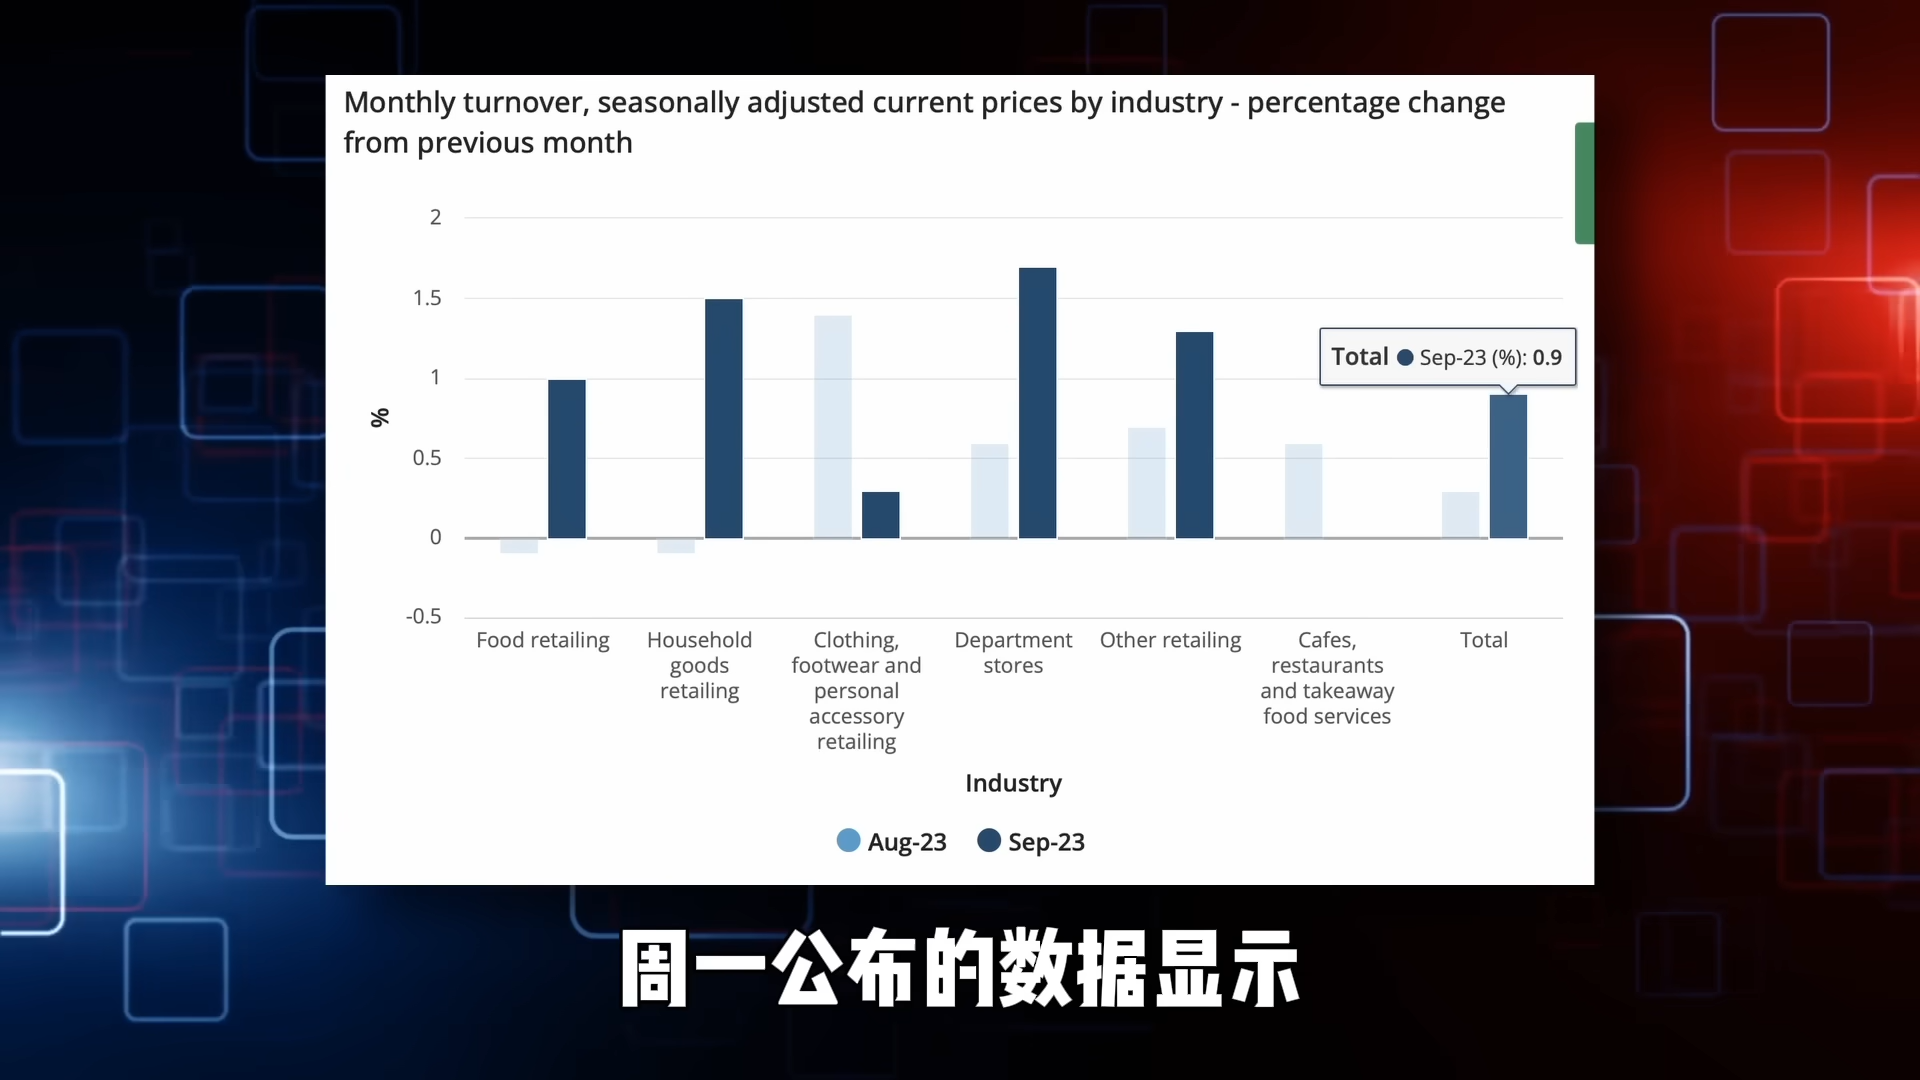 Monthly turnover, seasonally adjusted current prices by industry - percentage change
from previous month
2
1.5
1
0.5
0
-0.5
%
Total Sep-23 (%): 0.9
Food retailing
Household
goods
retailing
Clothing,
footwear and
personal
accessory
retailing
Department
stores
Other retailing
Cafes,
restaurants
and takeaway
food services
Total
Industry
Aug-23 Sep-23
周一公布的数据显示